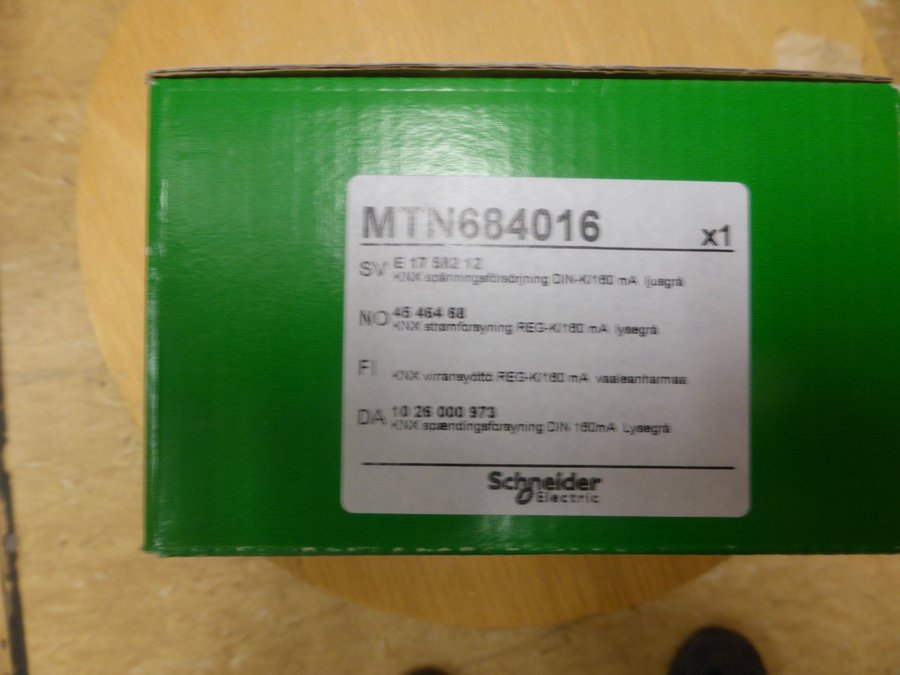 MTN684016
x1
SV E 17 582 12
KNX spänningsförsörjning DIN-K/160 mA ljusgrå
NO 45 464 68
KNX strømforsyning REG-K/160 mA lysegrå
FI
KNX virransyöttö REG-K/160 mA vaaleanharmaa
DA 10 26 000 973
KNX spændingsforsyning DIN 160mA Lysegrå
Schneider
Electric